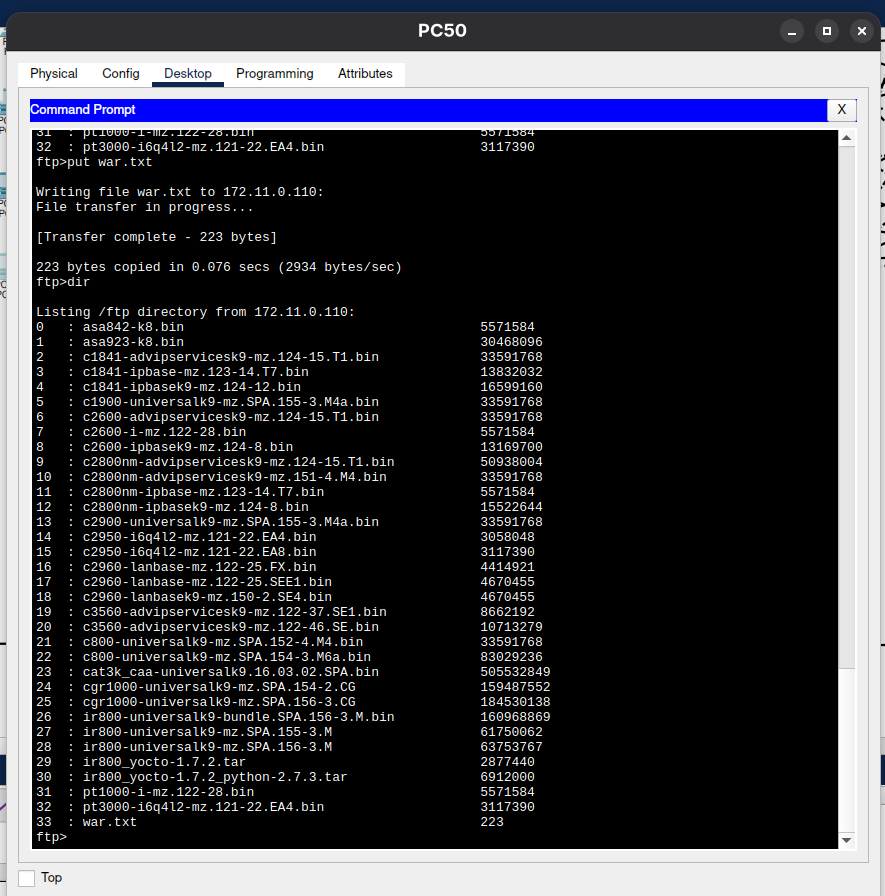 PC50
Physical Config Desktop Programming Attributes
Command Prompt X
31 : pt1000-i-mz.122-28.bin 5571584
32 : pt3000-i6q4l2-mz.121-22.EA4.bin 3117390
ftp>put war.txt
Writing file war.txt to 172.11.0.110:
File transfer in progress...
[Transfer complete - 223 bytes]
223 bytes copied in 0.076 secs (2934 bytes/sec)
ftp>dir
Listing /ftp directory from 172.11.0.110:
0 : asa842-k8.bin 5571584
1 : asa923-k8.bin 30468096
2 : c1841-advipservicesk9-mz.124-15.T1.bin 33591768
3 : c1841-ipbase-mz.123-14.T7.bin 13832032
4 : c1841-ipbasek9-mz.124-12.bin 16599160
5 : c1900-universalk9-mz.SPA.155-3.M4a.bin 33591768
6 : c2600-advipservicesk9-mz.124-15.T1.bin 33591768
7 : c2600-i-mz.122-28.bin 5571584
8 : c2600-ipbasek9-mz.124-8.bin 13169700
9 : c2800nm-advipservicesk9-mz.124-15.T1.bin 50938004
10 : c2800nm-advipservicesk9-mz.151-4.M4.bin 33591768
11 : c2800nm-ipbase-mz.123-14.T7.bin 5571584
12 : c2800nm-ipbasek9-mz.124-8.bin 15522644
13 : c2900-universalk9-mz.SPA.155-3.M4a.bin 33591768
14 : c2950-i6q4l2-mz.121-22.EA4.bin 3058048
15 : c2950-i6q4l2-mz.121-22.EA8.bin 3117390
16 : c2960-lanbase-mz.122-25.FX.bin 4414921
17 : c2960-lanbase-mz.122-25.SEE1.bin 4670455
18 : c2960-lanbasek9-mz.150-2.SE4.bin 4670455
19 : c3560-advipservicesk9-mz.122-37.SE1.bin 8662192
20 : c3560-advipservicesk9-mz.122-46.SE.bin 10713279
21 : c800-universalk9-mz.SPA.152-4.M4.bin 33591768
22 : c800-universalk9-mz.SPA.154-3.M6a.bin 83029236
23 : cat3k_caa-universalk9.16.03.02.SPA.bin 505532849
24 : cgr1000-universalk9-mz.SPA.154-2.CG 159487552
25 : cgr1000-universalk9-mz.SPA.156-3.CG 184530138
26 : ir800-universalk9-bundle.SPA.156-3.M.bin 160968869
27 : ir800-universalk9-mz.SPA.155-3.M 61750062
28 : ir800-universalk9-mz.SPA.156-3.M 63753767
29 : ir800_yocto-1.7.2.tar 2877440
30 : ir800_yocto-1.7.2_python-2.7.3.tar 6912000
31 : pt1000-i-mz.122-28.bin 5571584
32 : pt3000-i6q4l2-mz.121-22.EA4.bin 3117390
33 : war.txt 223
ftp>
Top